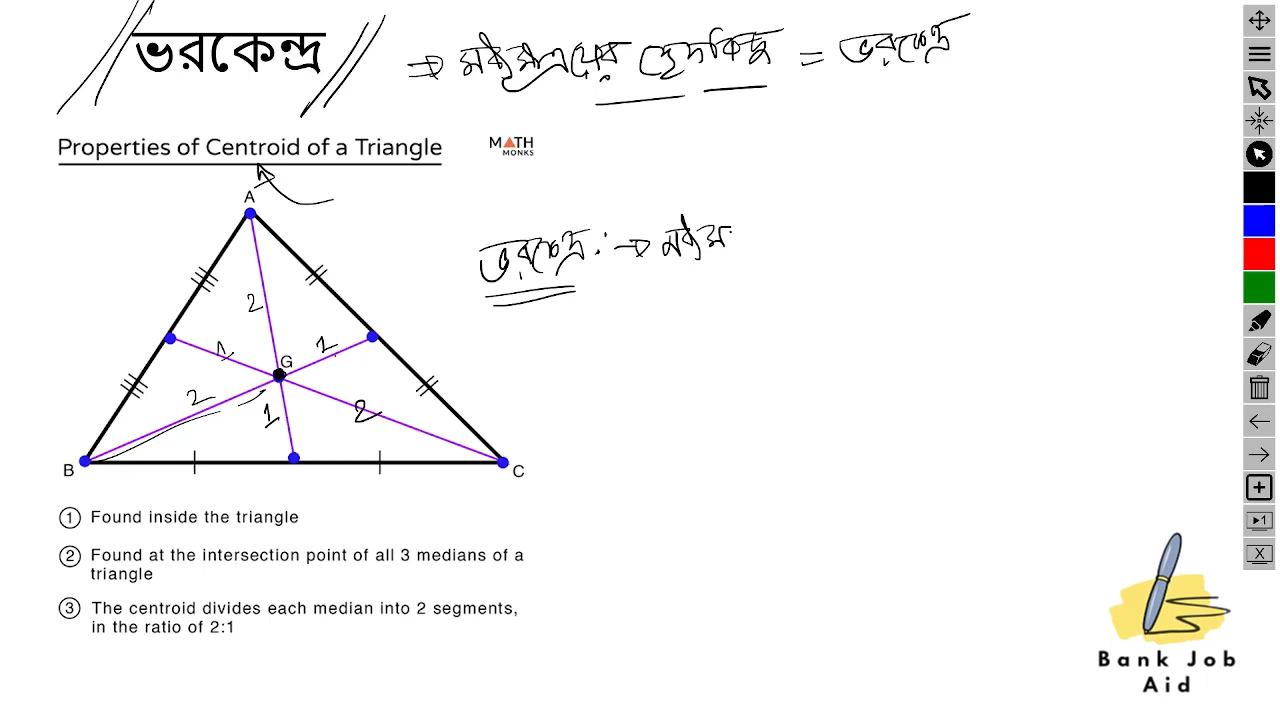 ভরকেন্দ্র
⇒ মধ্যমাত্রয়ের ছেদবিন্দু = ভরকেন্দ্র
Properties of Centroid of a Triangle
MATH
MONKS
A
ভরকেন্দ্র: → মধ্যম
2
1
1
G
2
1
2
B
C
1 Found inside the triangle
2 Found at the intersection point of all 3 medians of a
triangle
3 The centroid divides each median into 2 segments,
in the ratio of 2:1
1
X
Bank Job
Aid